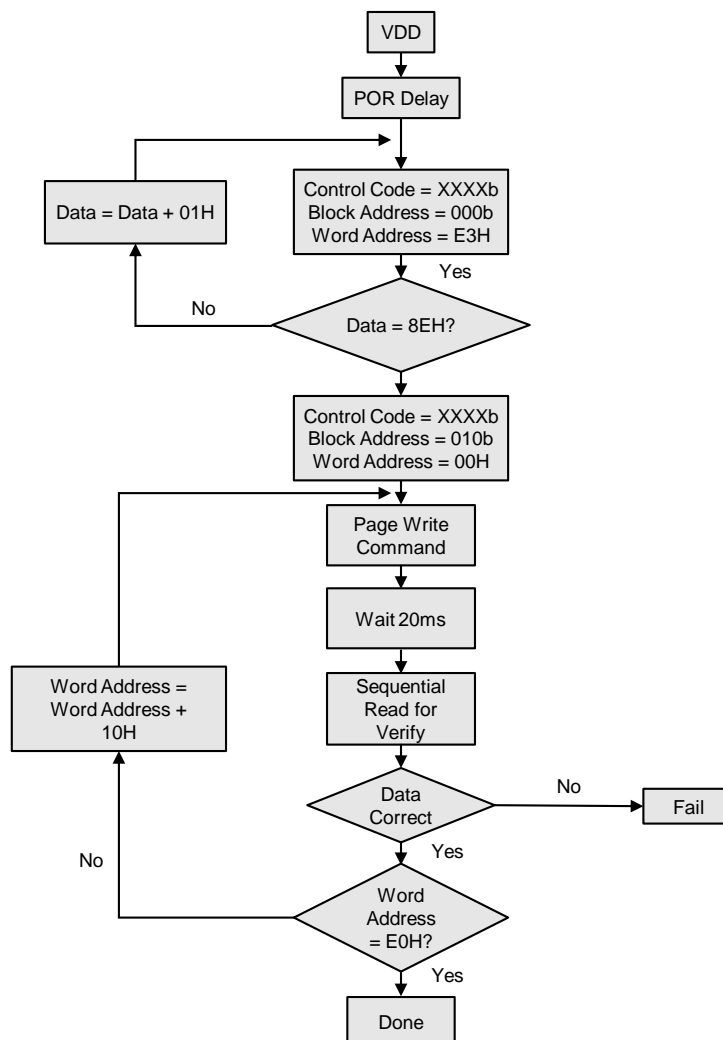 VDD
POR Delay
Data = Data + 01H
Control Code = XXXXb
Block Address = 000b
Word Address = E3H
Yes
No
Data = 8EH?
Control Code = XXXXb
Block Address = 010b
Word Address = 00H
Page Write
Command
Wait 20ms
Word Address =
Word Address +
10H
Sequential
Read for
Verify
Data
Correct
No
Fail
Yes
No
Word
Address
= E0H?
Yes
Done